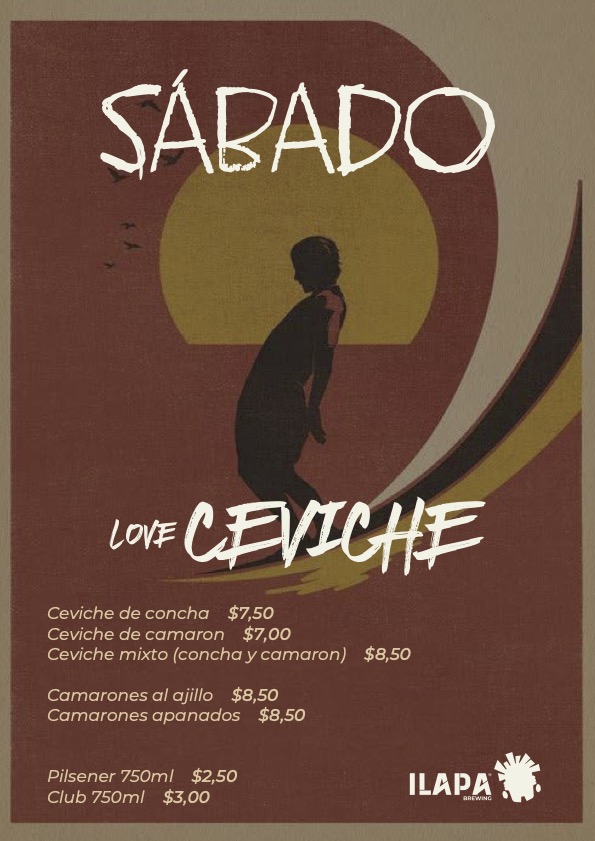 SÁBADO
LOVE CEVICHE
Ceviche de concha $7,50
Ceviche de camaron $7,00
Ceviche mixto (concha y camaron) $8,50
Camarones al ajillo $8,50
Camarones apanados $8,50
Pilsener 750ml $2,50
Club 750ml $3,00
ILAPA
BREWING